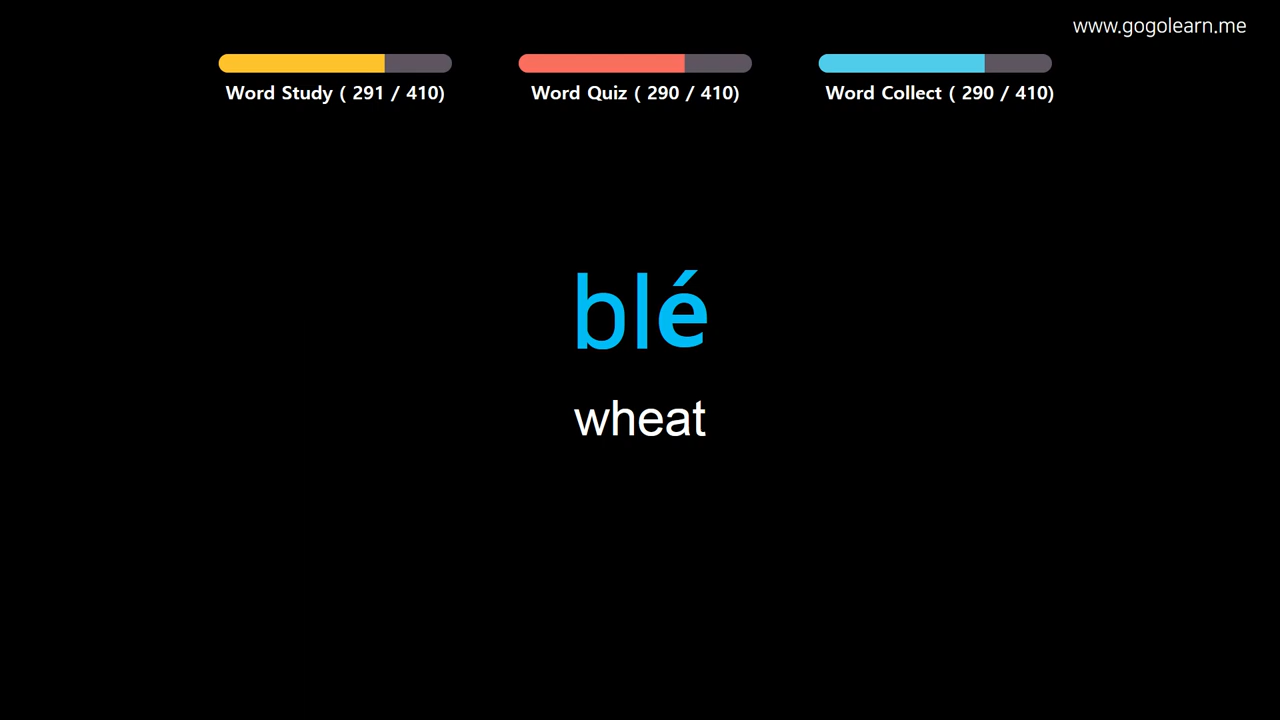 www.gogolearn.me
Word Study ( 291 / 410)
Word Quiz ( 290 / 410)
Word Collect ( 290 / 410)
blé
wheat